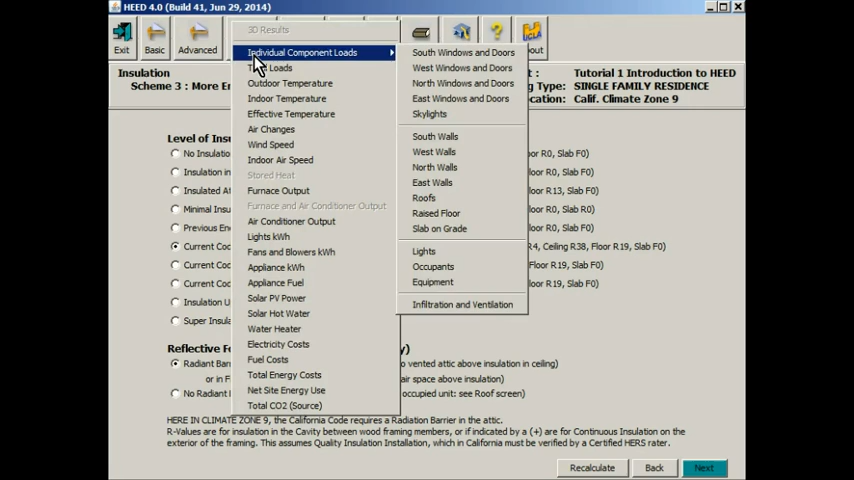 HEED 4.0 (Build 41, Jun 29, 2014)
Exit
Basic
Advanced
out
Insulation
Scheme 3 : More En
t : Tutorial 1 Introduction to HEED
ng Type: SINGLE FAMILY RESIDENCE
ocation: Calif. Climate Zone 9
3D Results
Individual Component Loads
Loads
Outdoor Temperature
Indoor Temperature
Effective Temperature
Air Changes
Wind Speed
Indoor Air Speed
Stored Heat
Furnace Output
Furnace and Air Conditioner Output
Air Conditioner Output
Lights kWh
Fans and Blowers kWh
Appliance kWh
Appliance Fuel
Solar PV Power
Solar Hot Water
Water Heater
Electricity Costs
Fuel Costs
Total Energy Costs
Net Site Energy Use
Total CO2 (Source)
South Windows and Doors
West Windows and Doors
North Windows and Doors
East Windows and Doors
Skylights
South Walls
West Walls
North Walls
East Walls
Roofs
Raised Floor
Slab on Grade
Lights
Occupants
Equipment
Infiltration and Ventilation
Level of Insu
No Insulatio
oor R0, Slab F0)
Insulation in
oor R0, Slab F0)
Insulated At
Floor R13, Slab F0)
Minimal Insu
loor R0, Slab F0)
Previous Ene
loor R0, Slab F0)
Current Cod
R4, Ceiling R38, Floor R19, Slab F0)
Current Cod
Floor R19, Slab F0)
Current Cod
Floor R19, Slab F0)
Insulation U
Super Insula
Reflective Fo
y)
Radiant Barr
to vented attic above insulation in ceiling)
or in F
air space above insulation)
No Radiant
occupied unit: see Roof screen)
HERE IN CLIMATE ZONE 9, the California Code requires a Radiation Barrier in the attic.
R-Values are for insulation in the Cavity between wood framing members, or if indicated by a (+) are for Continuous Insulation on the
exterior of the framing. This assumes Quality Insulation Installation, which in California must be verified by a Certified HERS rater.
Recalculate
Back
Next